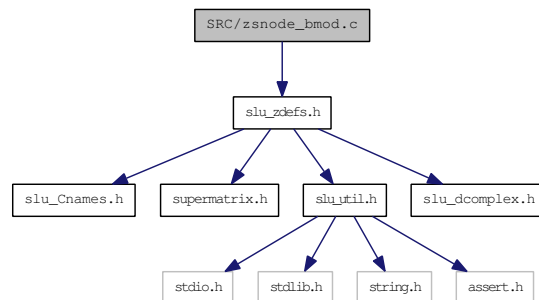 SRC/zsnode_bmod.c
slu_zdefs.h
slu_Cnames.h
supermatrix.h
slu_util.h
slu_dcomplex.h
stdio.h
stdlib.h
string.h
assert.h